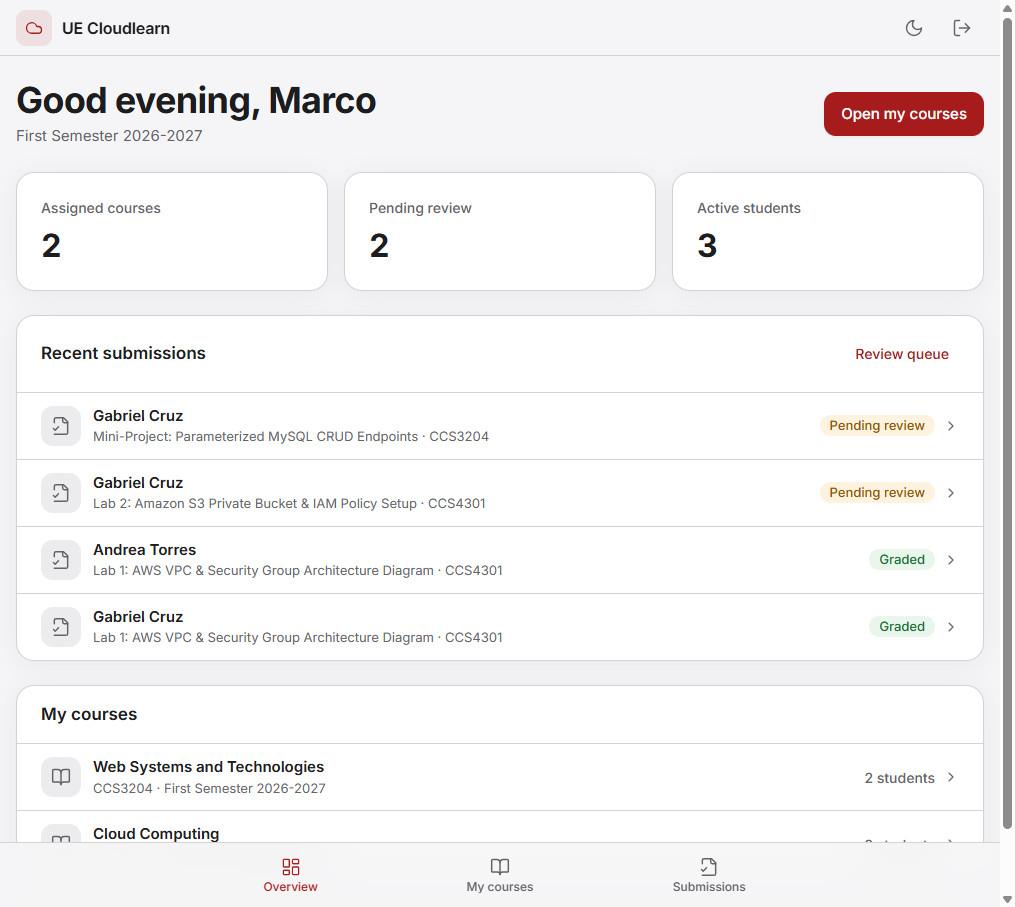 UE Cloudlearn
Good evening, Marco
First Semester 2026-2027
Open my courses
Assigned courses
2
Pending review
2
Active students
3
Recent submissions
Review queue
Gabriel Cruz
Mini-Project: Parameterized MySQL CRUD Endpoints · CCS3204
Pending review
Gabriel Cruz
Lab 2: Amazon S3 Private Bucket & IAM Policy Setup · CCS4301
Pending review
Andrea Torres
Lab 1: AWS VPC & Security Group Architecture Diagram · CCS4301
Graded
Gabriel Cruz
Lab 1: AWS VPC & Security Group Architecture Diagram · CCS4301
Graded
My courses
Web Systems and Technologies
CCS3204 · First Semester 2026-2027
2 students
Cloud Computing
Overview
My courses
Submissions